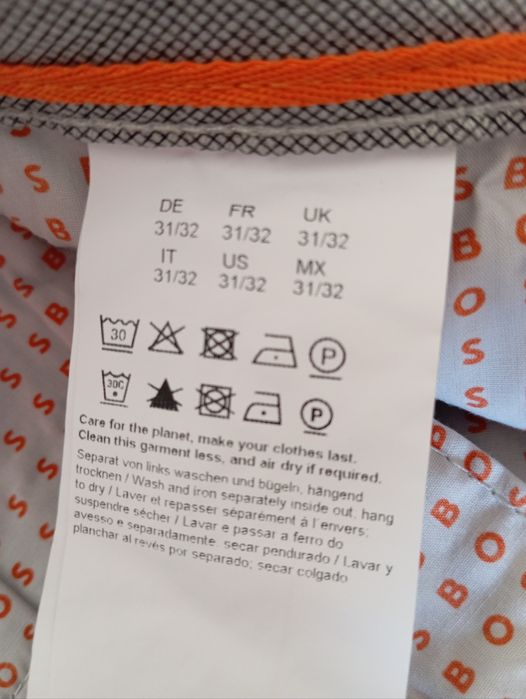 DE FR UK
31/32 31/32 31/32
IT US MX
31/32 31/32 31/32
30 P
30C P
Care for the planet, make your clothes last.
Clean this garment less, and air dry if required.
Separat von links waschen und bügeln, hängend
trocknen / Wash and iron separately inside out, hang
to dry / Laver et repasser séparément à l'envers;
suspendre sécher / Lavar e passar a ferro do
avesso e separadamente; secar pendurado / Lavar y
planchar al revés por separado; secar colgado
BOSS